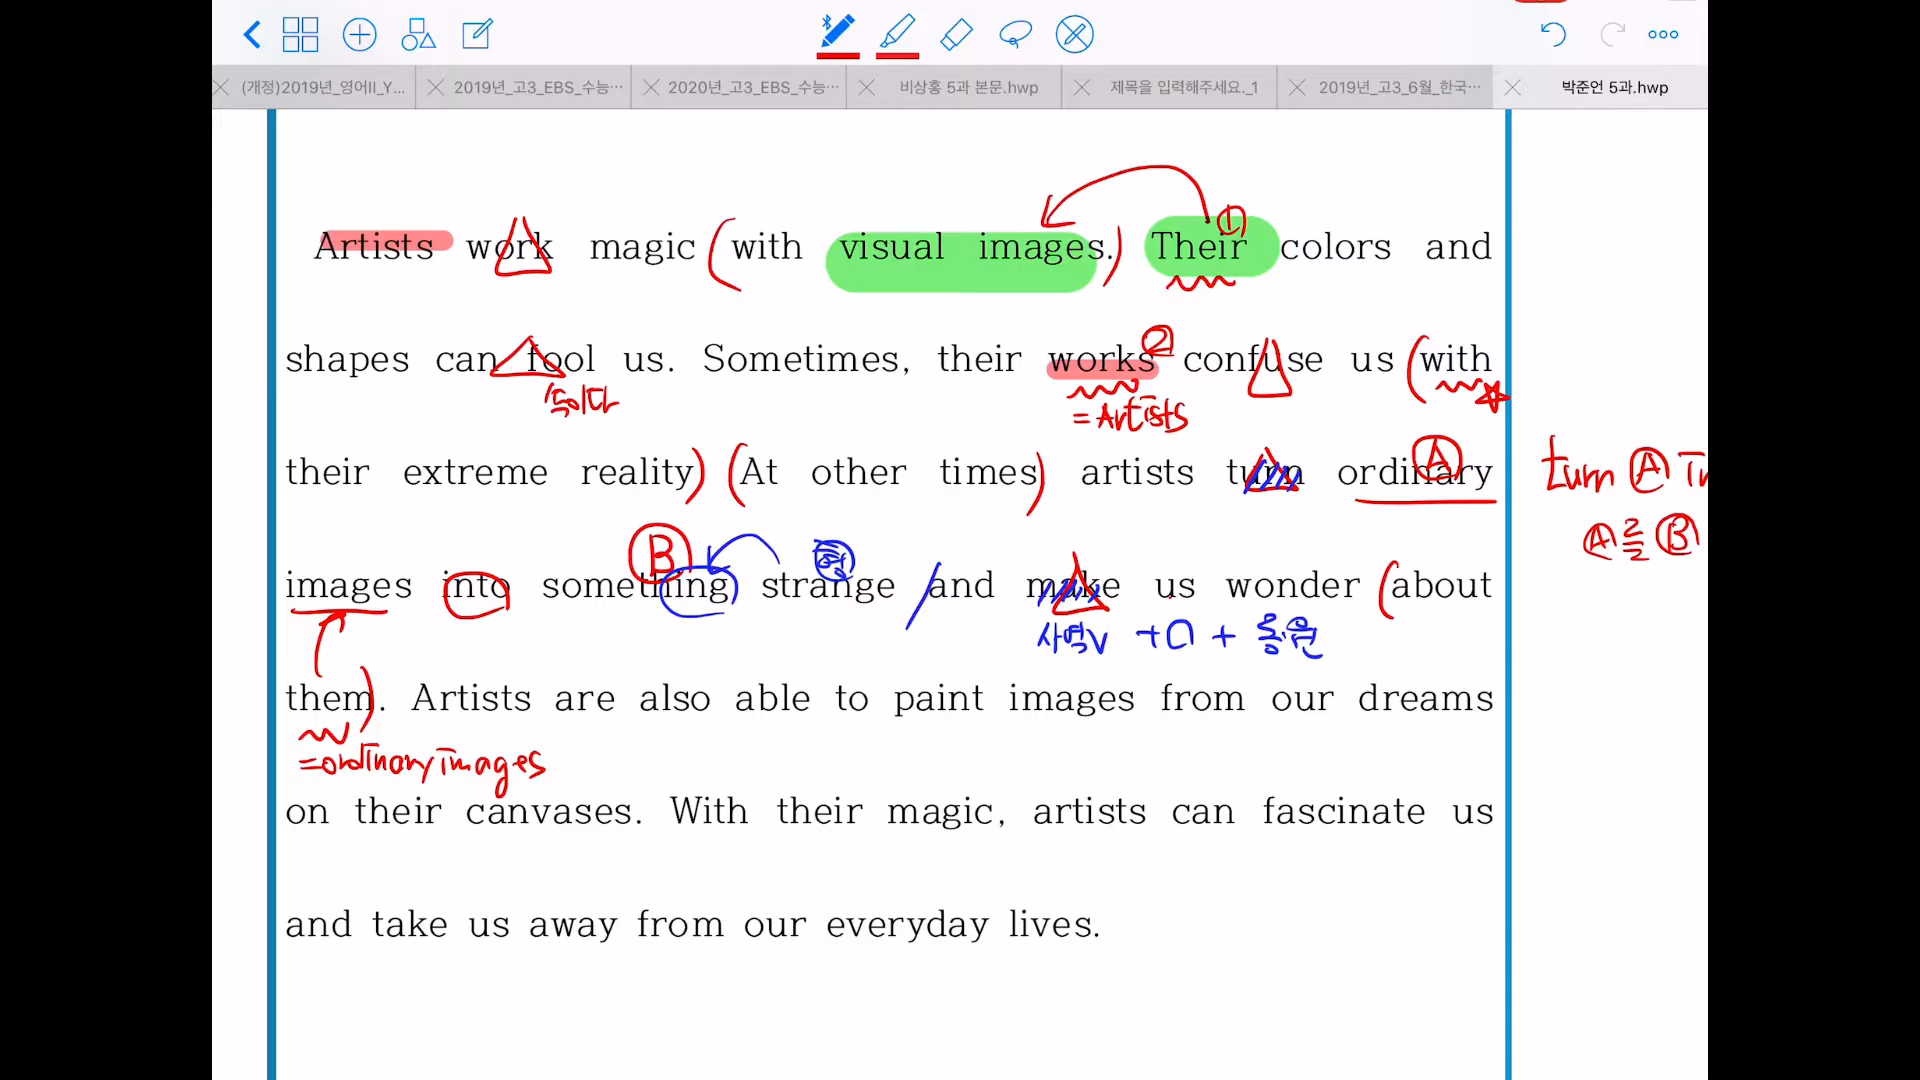 (개정)2019년_영어II_Y... 2019년_고3_EBS_수능... 2020년_고3_EBS_수능... 비상홍 5과 본문.hwp 제목을 입력해주세요._1 2019년_고3_6월_한국... 박준언 5과.hwp
①
Artists work magic (with visual images.) Their colors and
②
shapes can fool us. Sometimes, their works confuse us (with
속이다
= Artists
Ⓐ
their extreme reality) (At other times) artists turn ordinary
turn Ⓐ
Ⓐ를 Ⓑ
Ⓑ
images into something strange / and make us wonder (about
사역V + O + 동.원
them). Artists are also able to paint images from our dreams
= ordinary images
on their canvases. With their magic, artists can fascinate us
and take us away from our everyday lives.